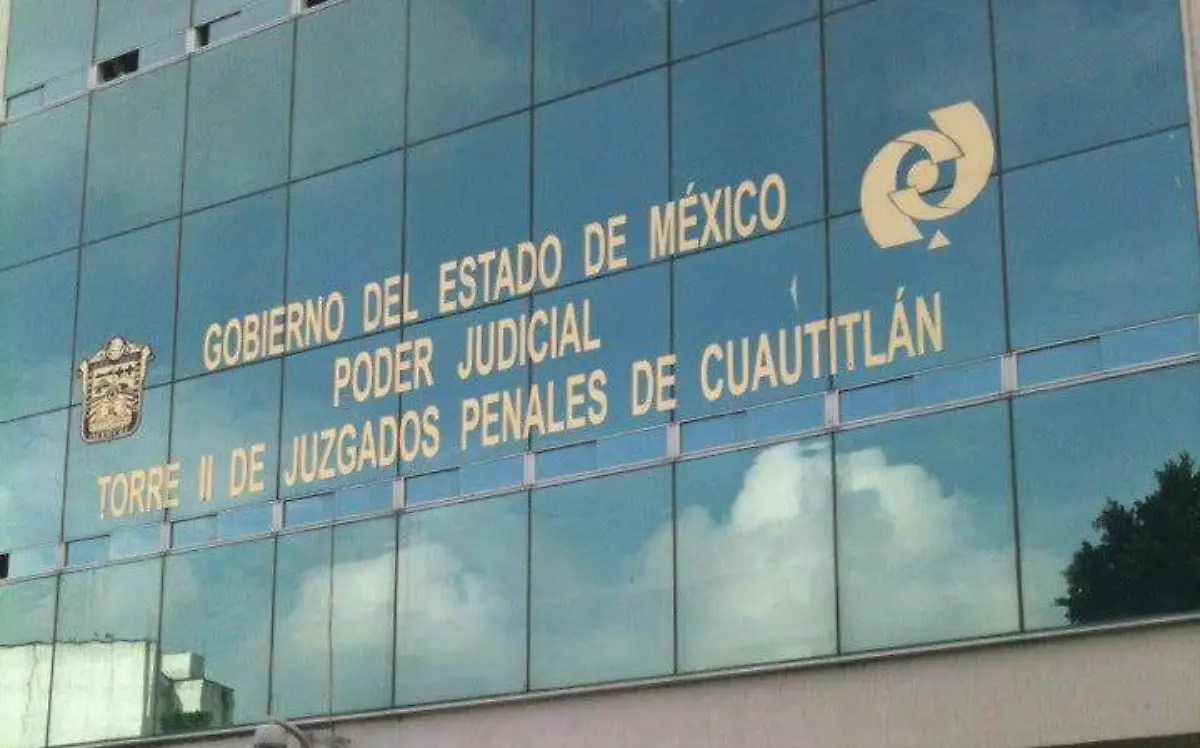 GOBIERNO DEL ESTADO DE MÉXICO
PODER JUDICIAL
TORRE II DE JUZGADOS PENALES DE CUAUTITLÁN